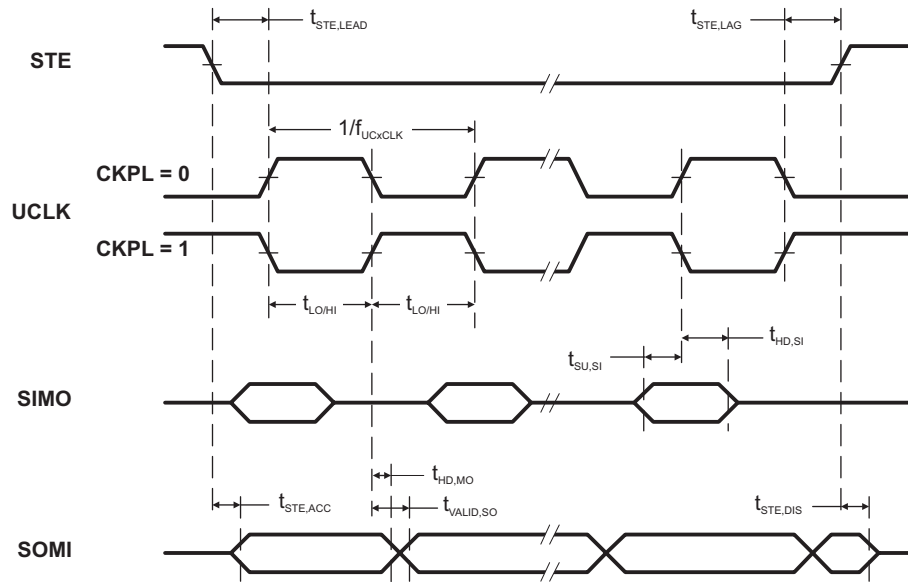 tSTE,LEAD
tSTE,LAG
STE
1/fUCxCLK
CKPL = 0
UCLK
CKPL = 1
tLO/HI
tLO/HI
tHD,SI
tSU,SI
SIMO
tHD,MO
tSTE,ACC
tVALID,SO
tSTE,DIS
SOMI